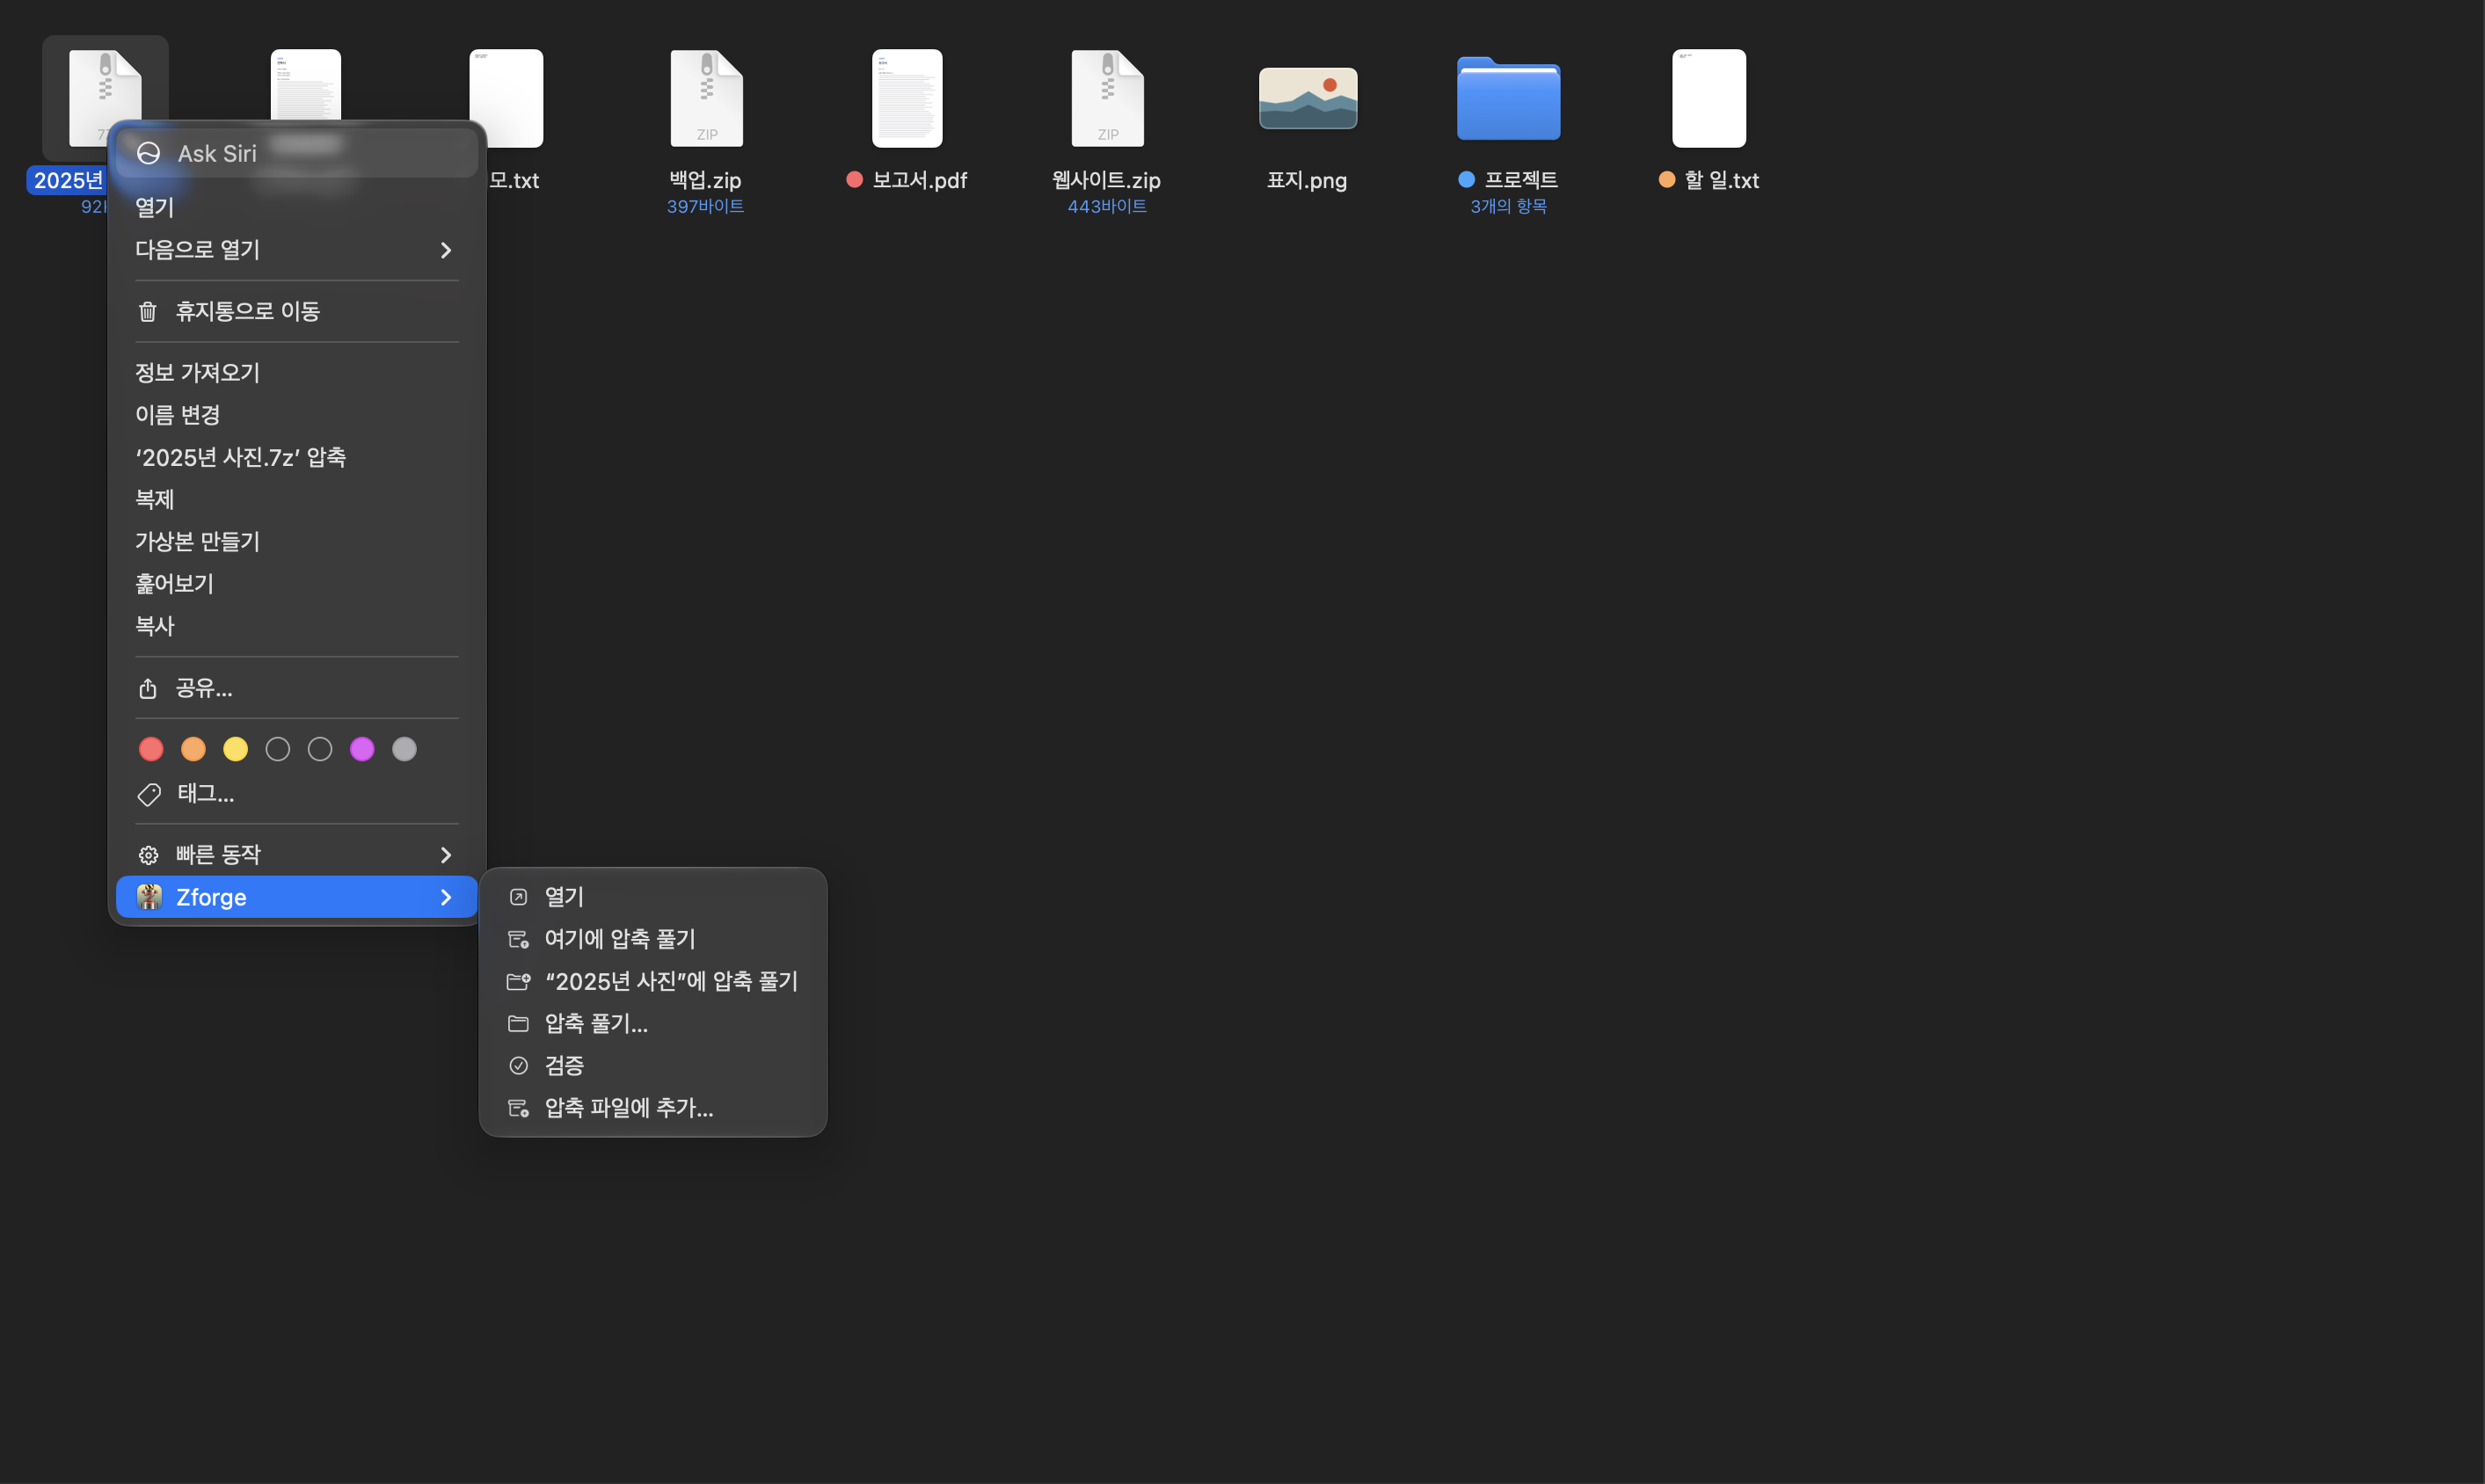 7Z
ZIP
ZIP
2025년
모.txt
백업.zip
보고서.pdf
웹사이트.zip
표지.png
프로젝트
할 일.txt
397바이트
443바이트
3개의 항목
Ask Siri
열기
다음으로 열기
휴지통으로 이동
정보 가져오기
이름 변경
‘2025년 사진.7z’ 압축
복제
가상본 만들기
훑어보기
복사
공유...
태그...
빠른 동작
Zforge
열기
여기에 압축 풀기
“2025년 사진”에 압축 풀기
압축 풀기...
검증
압축 파일에 추가...